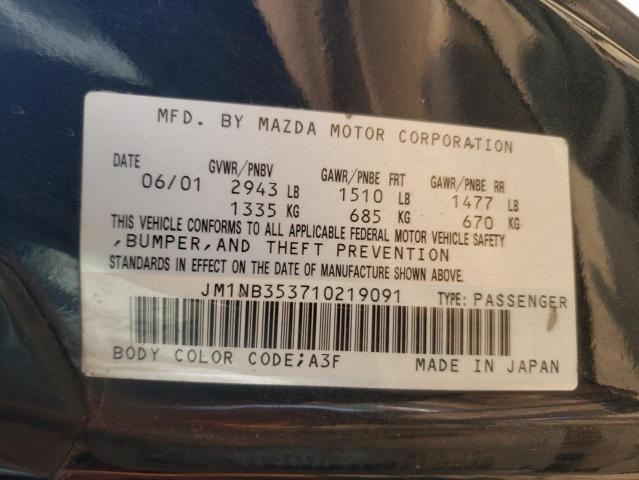 MFD. BY MAZDA MOTOR CORPORATION
DATE GVWR/PNBV GAWR/PNBE FRT GAWR/PNBE RR
06/01 2943 LB 1510 LB 1477 LB
1335 KG 685 KG 670 KG
THIS VEHICLE CONFORMS TO ALL APPLICABLE FEDERAL MOTOR VEHICLE SAFETY
,BUMPER,AND THEFT PREVENTION
STANDARDS IN EFFECT ON THE DATE OF MANUFACTURE SHOWN ABOVE.
JM1NB353710219091 TYPE: PASSENGER
BODY COLOR CODE;A3F MADE IN JAPAN